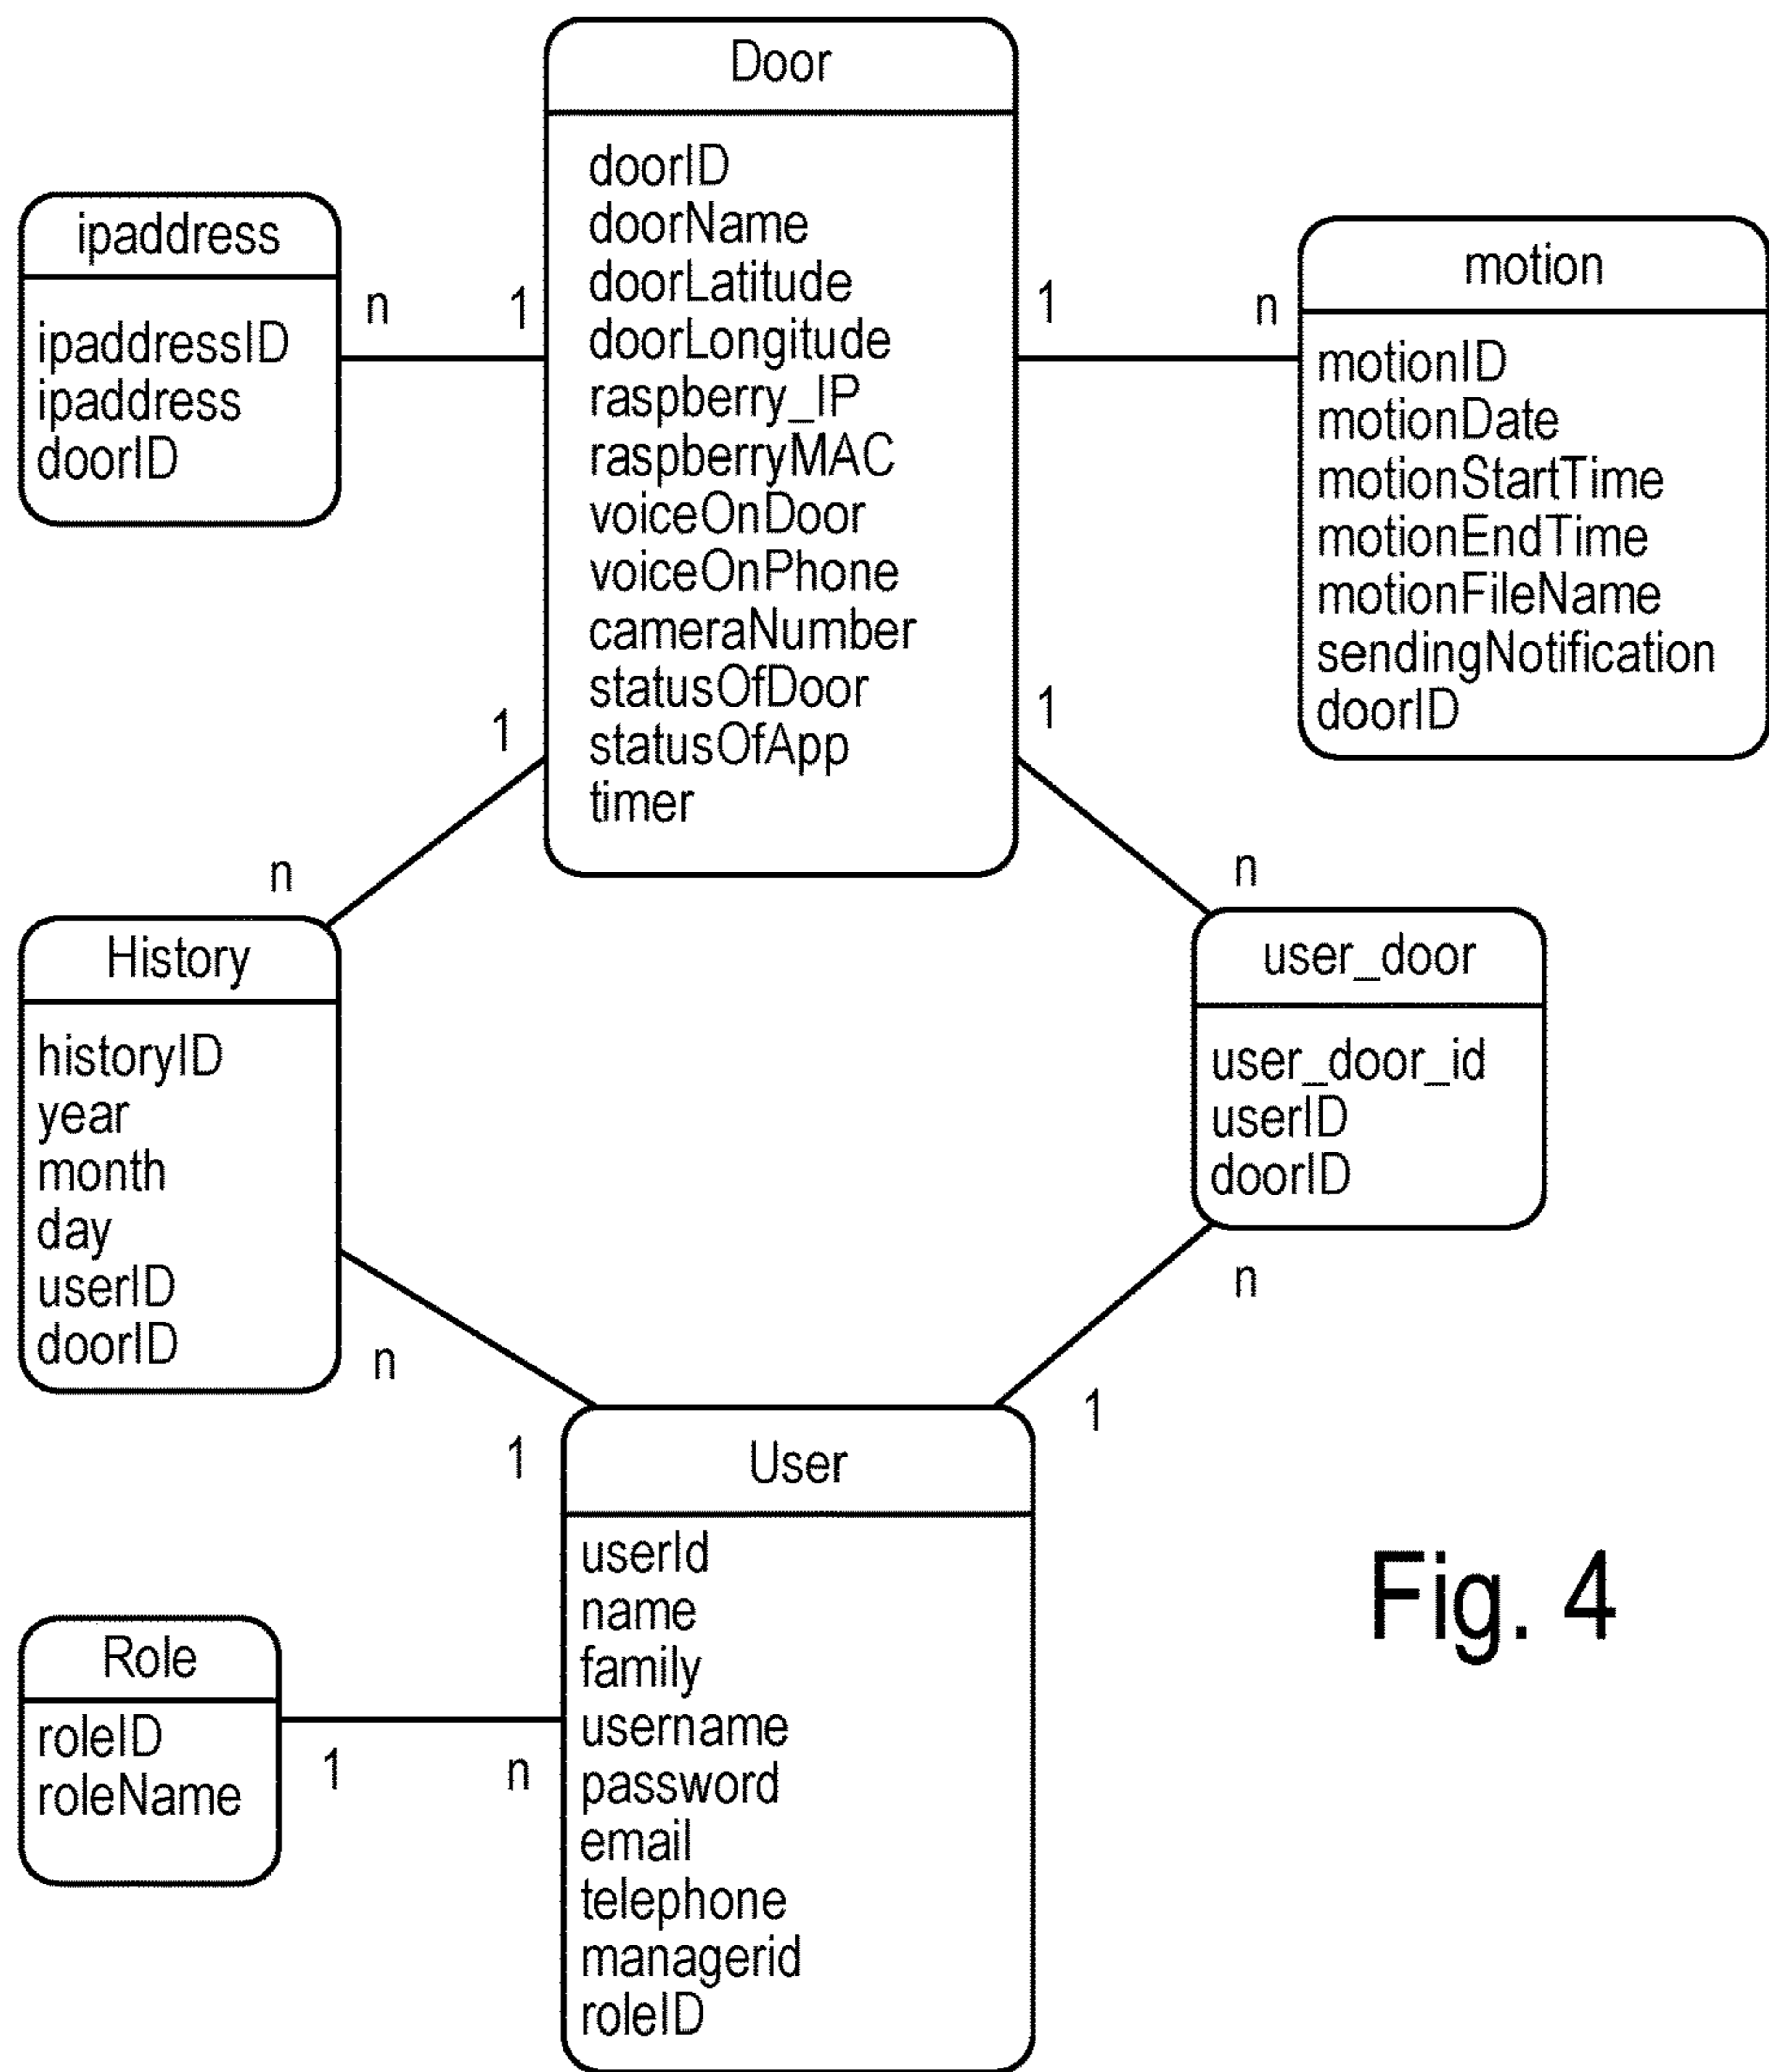 Door
doorID
doorName
doorLatitude
doorLongitude
raspberry_IP
raspberryMAC
voiceOnDoor
voiceOnPhone
cameraNumber
statusOfDoor
statusOfApp
timer
ipaddress
ipaddressID
ipaddress
doorID
n
1
1
n
motion
motionID
motionDate
motionStartTime
motionEndTime
motionFileName
sendingNotification
doorID
1
n
1
n
History
historyID
year
month
day
userID
doorID
user_door
user_door_id
userID
doorID
n
1
n
1
User
userId
name
family
username
password
email
telephone
managerid
roleID
Role
roleID
roleName
1
n
Fig. 4